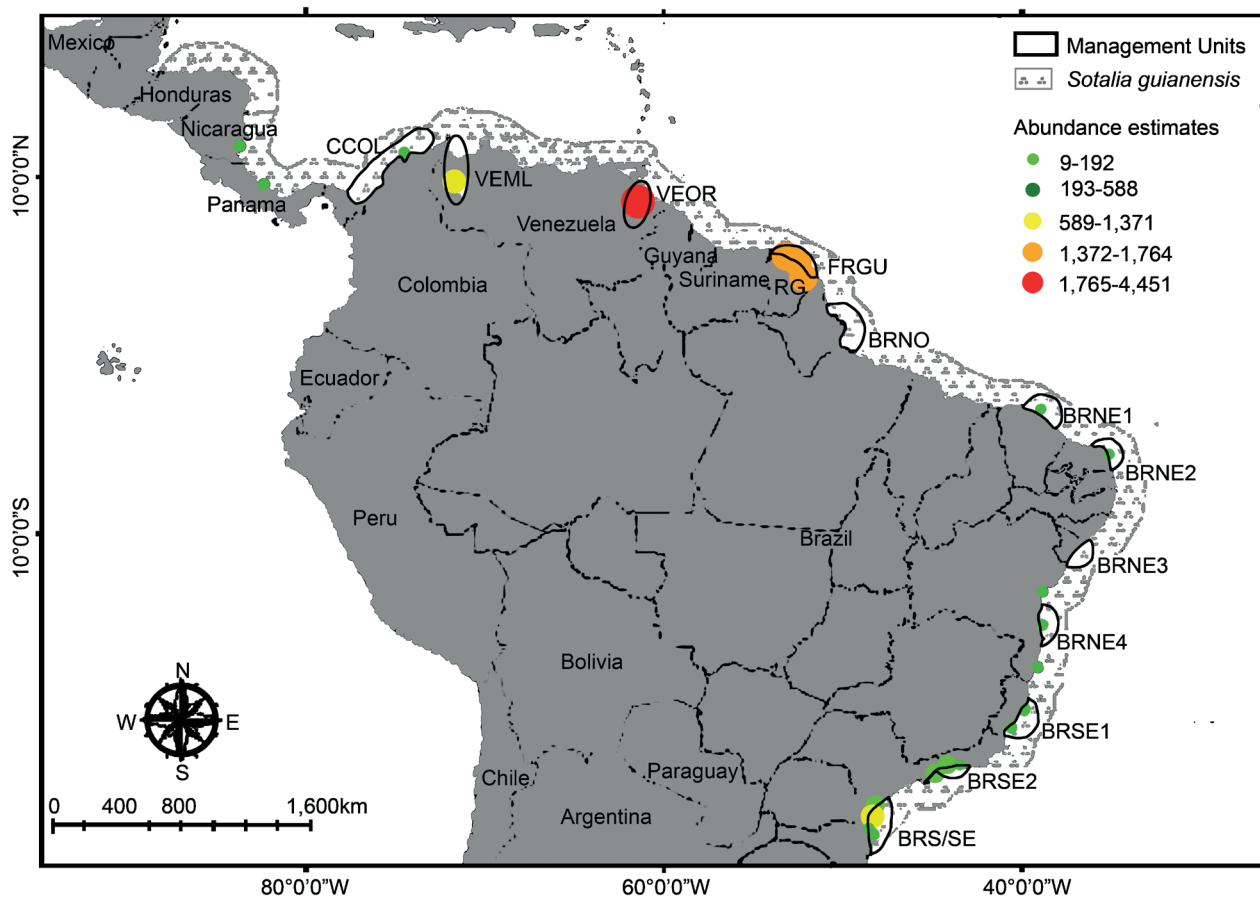 Mexico
Honduras
Nicaragua
Panama
CCOL
VEML
VEOR
Venezuela
Guyana
Suriname
FRGU
RG
Colombia
BRNO
Ecuador
BRNE1
BRNE2
Peru
Brazil
BRNE3
BRNE4
Bolivia
BRSE1
Chile
Paraguay
BRSE2
Argentina
BRS/SE
Management Units
Sotalia guianensis
Abundance estimates
9-192
193-588
589-1,371
1,372-1,764
1,765-4,451
N
W E
S
0 400 800 1,600km
10°0'0"N
10°0'0"S
80°0'0"W 60°0'0"W 40°0'0"W